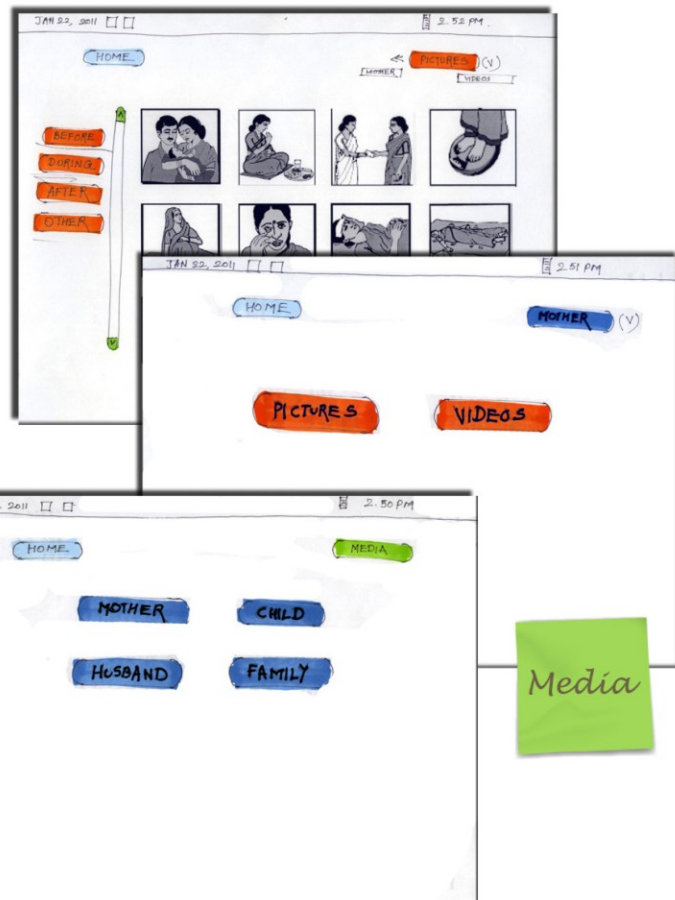 JAN 22, 2011
2.52 PM.
HOME
<< PICTURES (V)
MOTHER
VIDEOS
BEFORE
DURING
AFTER
OTHER
JAN 22, 2011
2.51 PM
HOME
MOTHER (V)
PICTURES
VIDEOS
2011
2.50 PM
HOME
MEDIA
MOTHER
CHILD
HUSBAND
FAMILY
Media